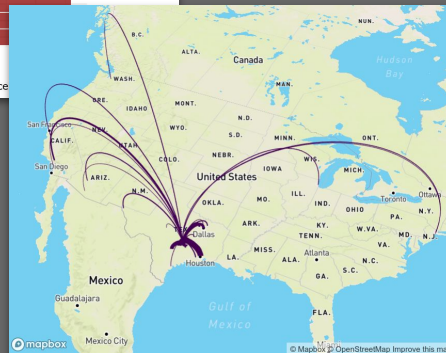 ce
NUN.
B.C.
ALTA.
Canada
Hudson
Bay
MAN.
WASH.
ONT.
ORE.
IDAHO
MONT.
N.D.
MINN.
San Francisco
NEV.
WYO.
S.D.
WIS.
MICH.
CALIF.
UTAH
COLO.
NEBR.
IOWA
Toronto
Ottawa
San Diego
ARIZ.
N.M.
United States
ILL.
IND.
OHIO
PA.
N.Y.
OKLA.
MO.
KY.
W.VA.
MD.
N.J.
ARK.
TENN.
VA.
Dallas
MISS.
Atlanta
N.C.
Houston
LA.
ALA.
GA.
S.C.
Mexico
Gulf of
Mexico
FLA.
Guadalajara
Mexico City
mapbox
© Mapbox © OpenStreetMap Improve this ma